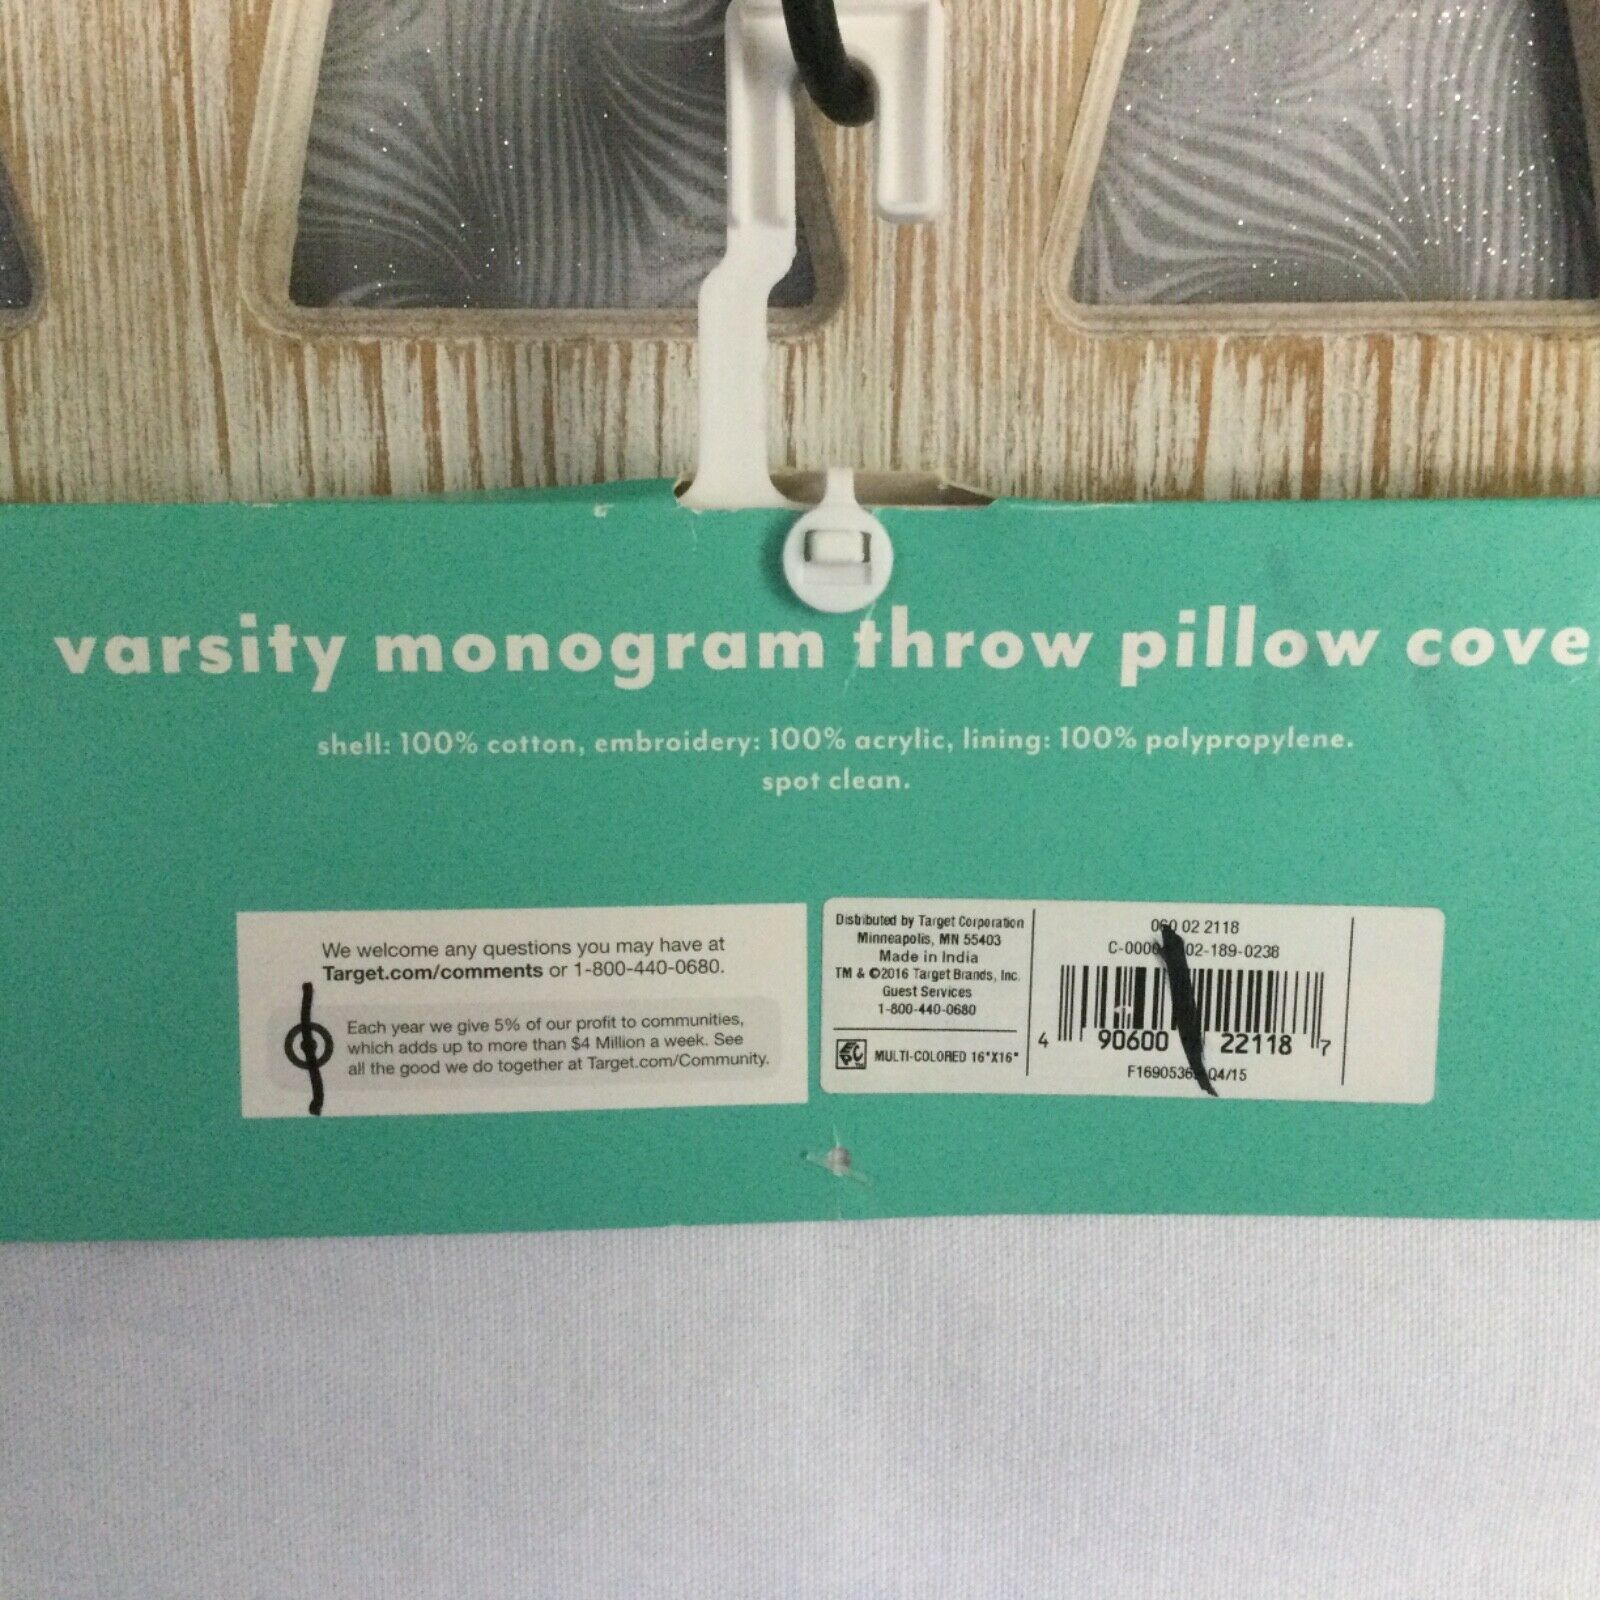 varsity monogram throw pillow cove
shell: 100% cotton, embroidery: 100% acrylic, lining: 100% polypropylene.
spot clean.
We welcome any questions you may have at
Target.com/comments or 1-800-440-0680.
Each year we give 5% of our profit to communities,
which adds up to more than $4 Million a week. See
all the good we do together at Target.com/Community.
Distributed by Target Corporation
Minneapolis, MN 55403
Made in India
TM & ©2016 Target Brands, Inc.
Guest Services
1-800-440-0680
MULTI-COLORED 16"X16"
060 02 2118
02-189-0238
4 90600 22118 7
Q4/15